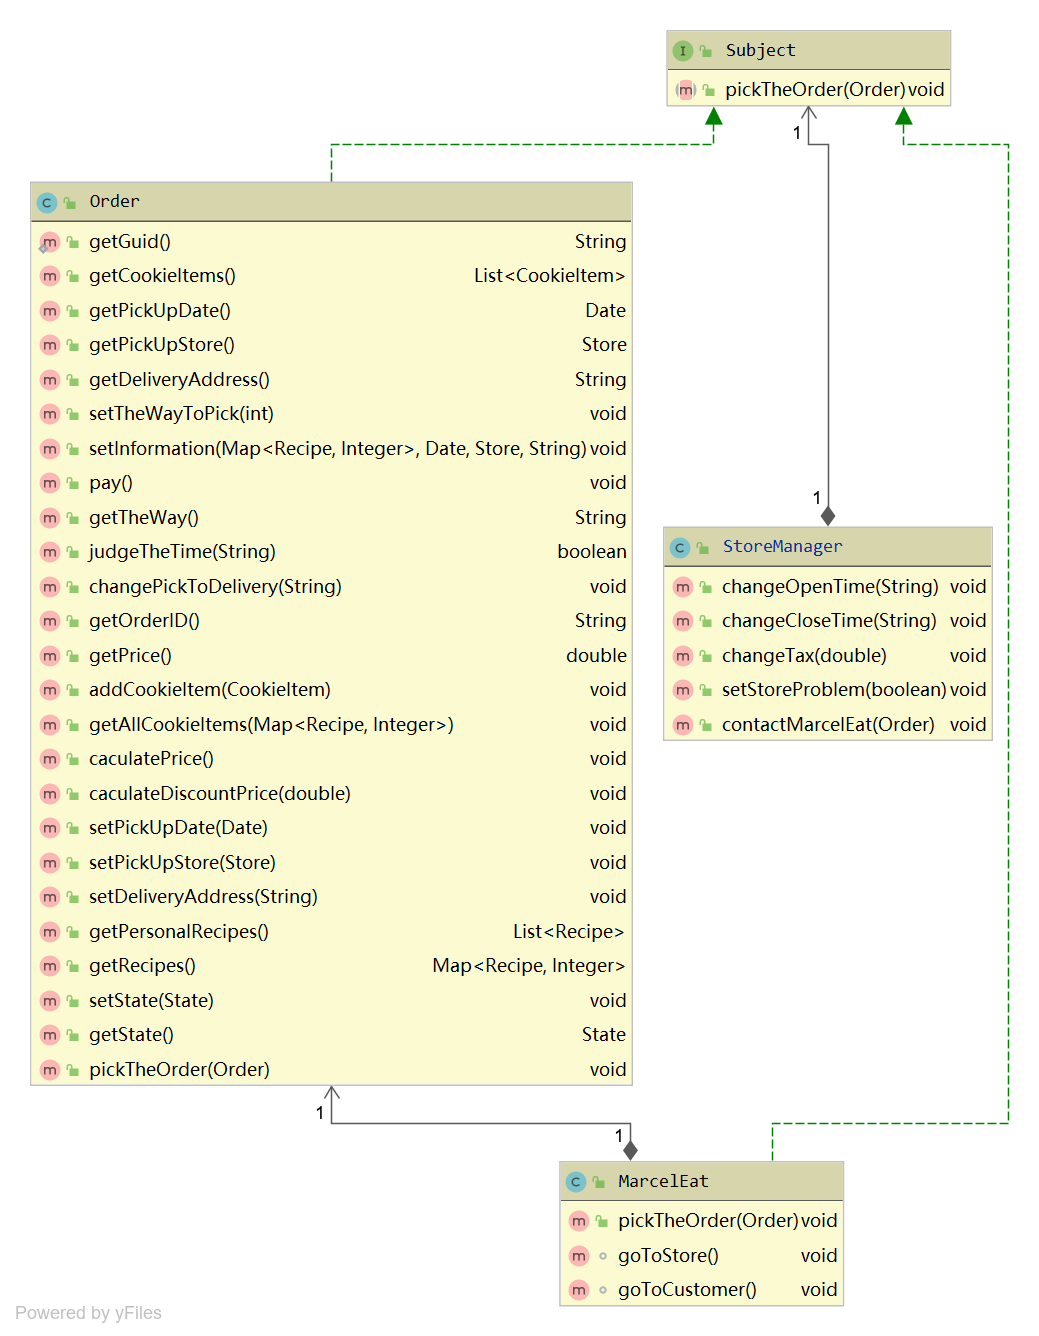 I Subject
m pickTheOrder(Order) void
1
C Order
m getGuid() String
m getCookieItems() List<CookieItem>
m getPickUpDate() Date
m getPickUpStore() Store
m getDeliveryAddress() String
m setTheWayToPick(int) void
m setInformation(Map<Recipe, Integer>, Date, Store, String) void
m pay() void
m getTheWay() String
m judgeTheTime(String) boolean
m changePickToDelivery(String) void
m getOrderID() String
m getPrice() double
m addCookieItem(CookieItem) void
m getAllCookieItems(Map<Recipe, Integer>) void
m caculatePrice() void
m caculateDiscountPrice(double) void
m setPickUpDate(Date) void
m setPickUpStore(Store) void
m setDeliveryAddress(String) void
m getPersonalRecipes() List<Recipe>
m getRecipes() Map<Recipe, Integer>
m setState(State) void
m getState() State
m pickTheOrder(Order) void
1
C StoreManager
m changeOpenTime(String) void
m changeCloseTime(String) void
m changeTax(double) void
m setStoreProblem(boolean) void
m contactMarcelEat(Order) void
1
1
C MarcelEat
m pickTheOrder(Order) void
m goToStore() void
m goToCustomer() void
Powered by yFiles